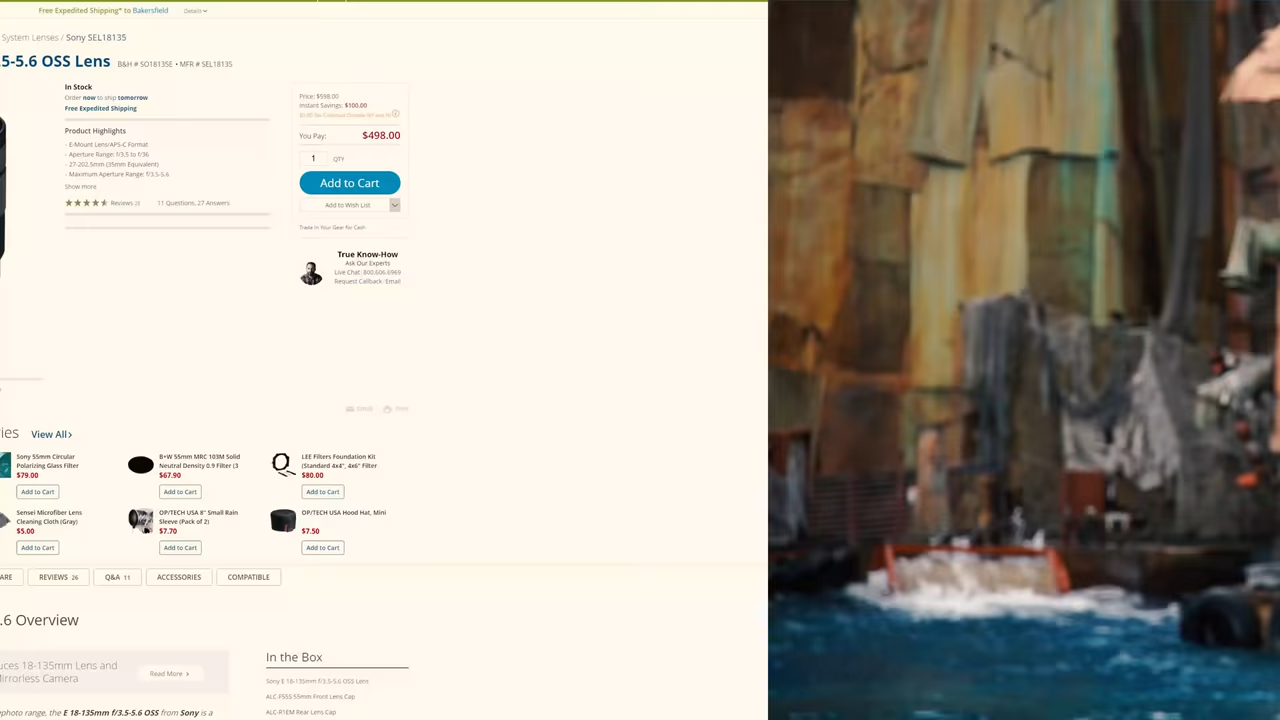 Free Expedited Shipping* to Bakersfield Details
System Lenses / Sony SEL18135
.5-5.6 OSS Lens B&H # SO18135E • MFR # SEL18135
In Stock
Order now to ship tomorrow
Free Expedited Shipping
Product Highlights
- E-Mount Lens/APS-C Format
- Aperture Range: f/3.5 to f/36
- 27-202.5mm (35mm Equivalent)
- Maximum Aperture Range: f/3.5-5.6
Show more
Reviews 11 Questions, 27 Answers
Price: $598.00
Instant Savings: $100.00
You Pay: $498.00
1 QTY
Add to Cart
Add to Wish List
Trade In Your Gear for Cash
True Know-How
Ask Our Experts
Live Chat | 800.606.6969
Request Callback | Email
Email Print
ies View All
Sony 55mm Circular
Polarizing Glass Filter
$79.00
Add to Cart
B+W 55mm MRC 103M Solid
Neutral Density 0.9 Filter (3
$67.90
Add to Cart
LEE Filters Foundation Kit
(Standard 4x4", 4x6" Filter
$80.00
Add to Cart
Sensei Microfiber Lens
Cleaning Cloth (Gray)
$5.00
Add to Cart
OP/TECH USA 8" Small Rain
Sleeve (Pack of 2)
$7.70
Add to Cart
OP/TECH USA Hood Hat, Mini
$7.50
Add to Cart
ARE REVIEWS 26 Q&A 11 ACCESSORIES COMPATIBLE
.6 Overview
uces 18-135mm Lens and
Mirrorless Camera
Read More
In the Box
Sony E 18-135mm f/3.5-5.6 OSS Lens
ALC-F55S 55mm Front Lens Cap
ALC-R1EM Rear Lens Cap
photo range, the E 18-135mm f/3.5-5.6 OSS from Sony is a